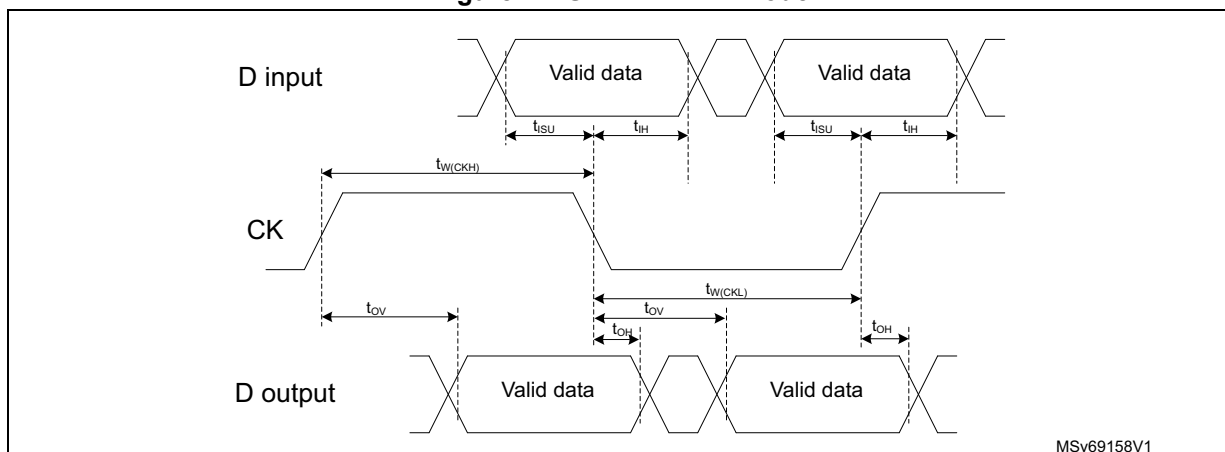 D input
Valid data
Valid data
tISU
tIH
tISU
tIH
tW(CKH)
CK
tW(CKL)
tOV
tOV
tOH
tOH
D output
Valid data
Valid data
MSv69158V1